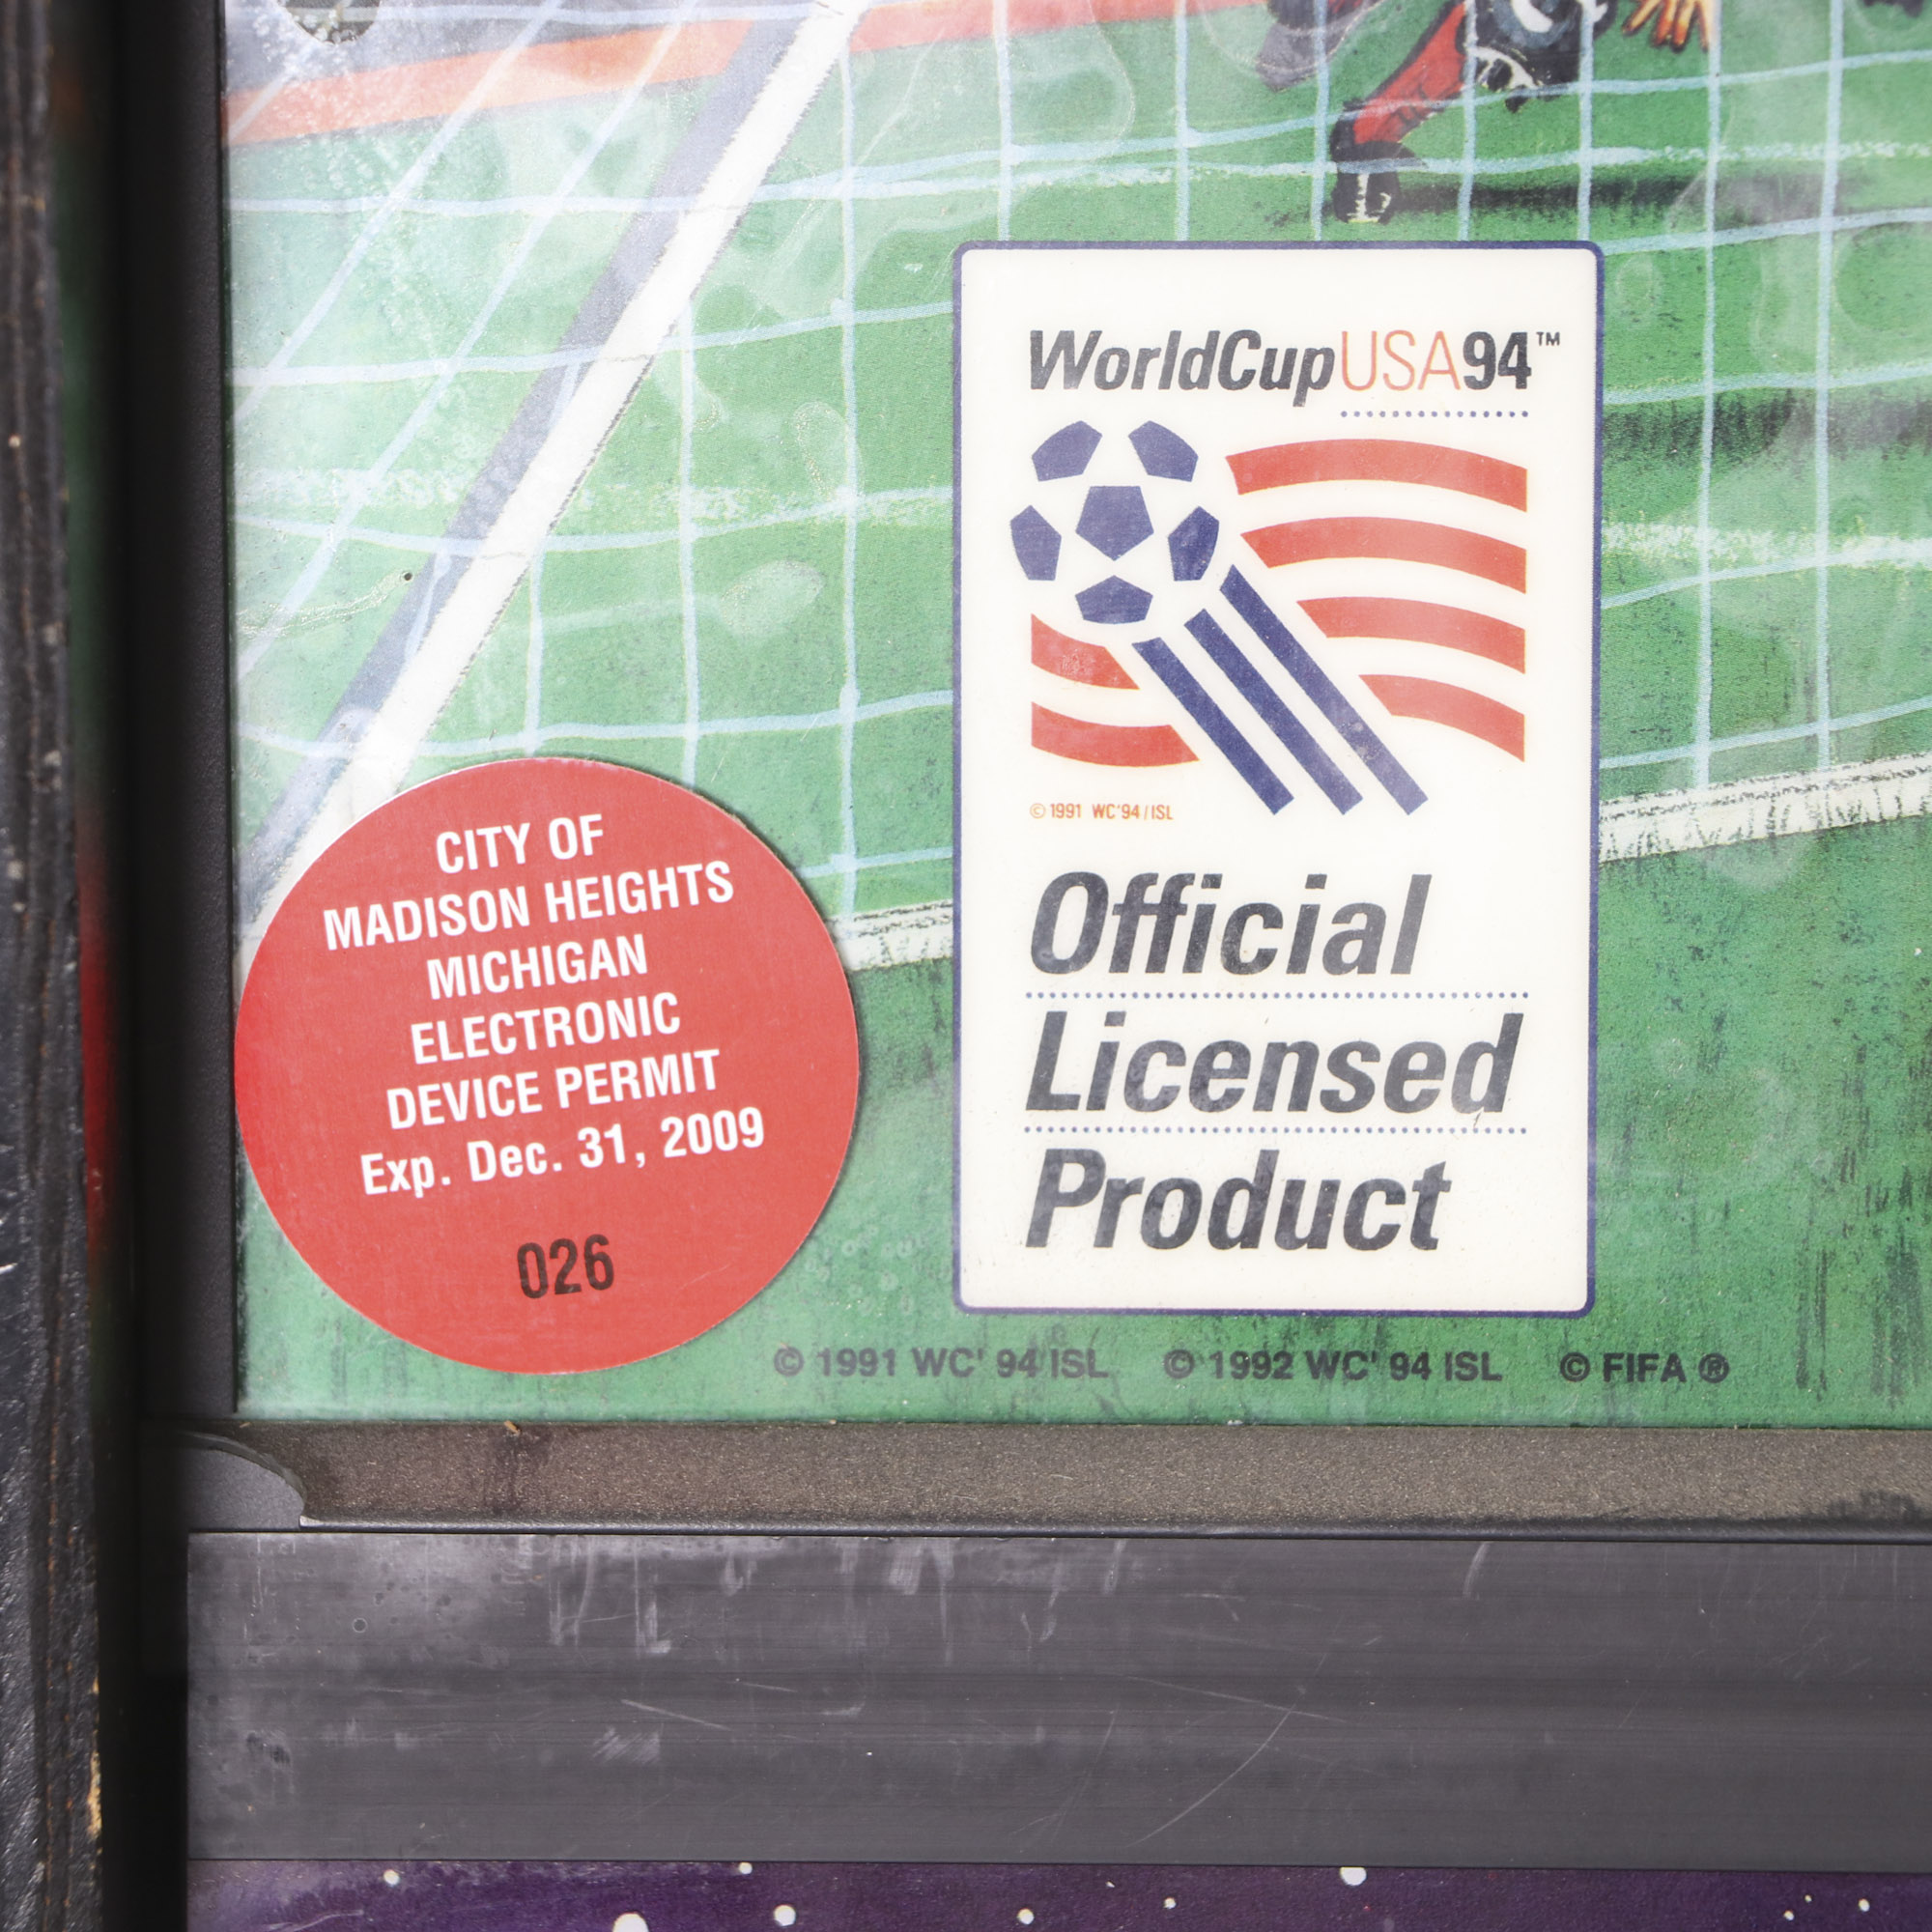 WorldCupUSA94™
© 1991 WC'94/ISL
Official
Licensed
Product
CITY OF
MADISON HEIGHTS
MICHIGAN
ELECTRONIC
DEVICE PERMIT
Exp. Dec. 31, 2009
026
© 1991 WC' 94 ISL © 1992 WC' 94 ISL © FIFA ®